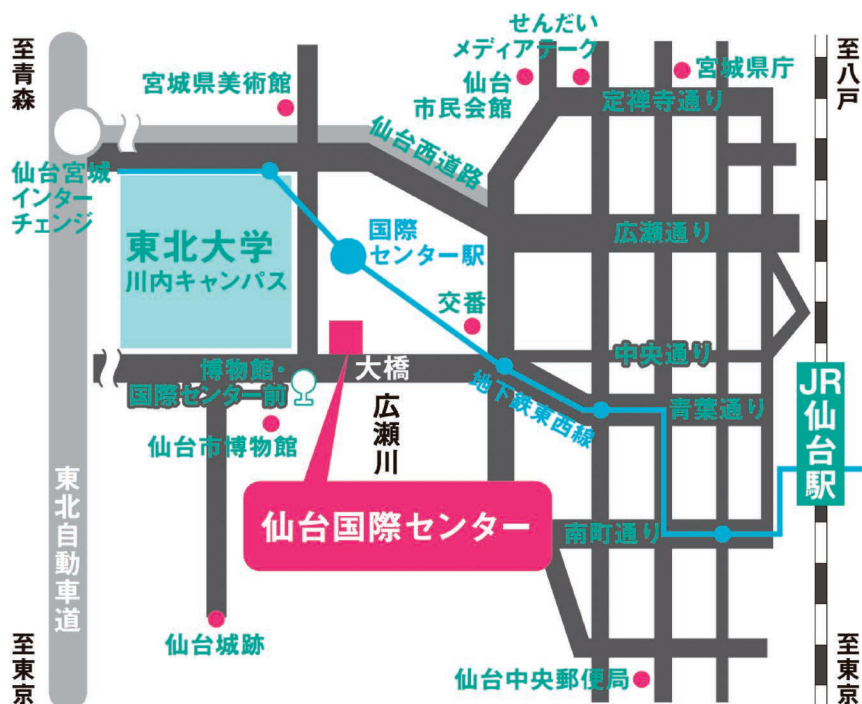 至青森
宮城県美術館
せんだい
メディアテーク
仙台
市民会館
宮城県庁
至八戸
定禅寺通り
仙台西道路
仙台宮城
インター
チェンジ
東北大学
川内キャンパス
国際
センター駅
広瀬通り
交番
中央通り
博物館・
国際センター前
大橋
地下鉄東西線
青葉通り
JR仙台駅
広瀬川
仙台市博物館
東北自動車道
仙台国際センター
南町通り
仙台城跡
仙台中央郵便局
至東京
至東京